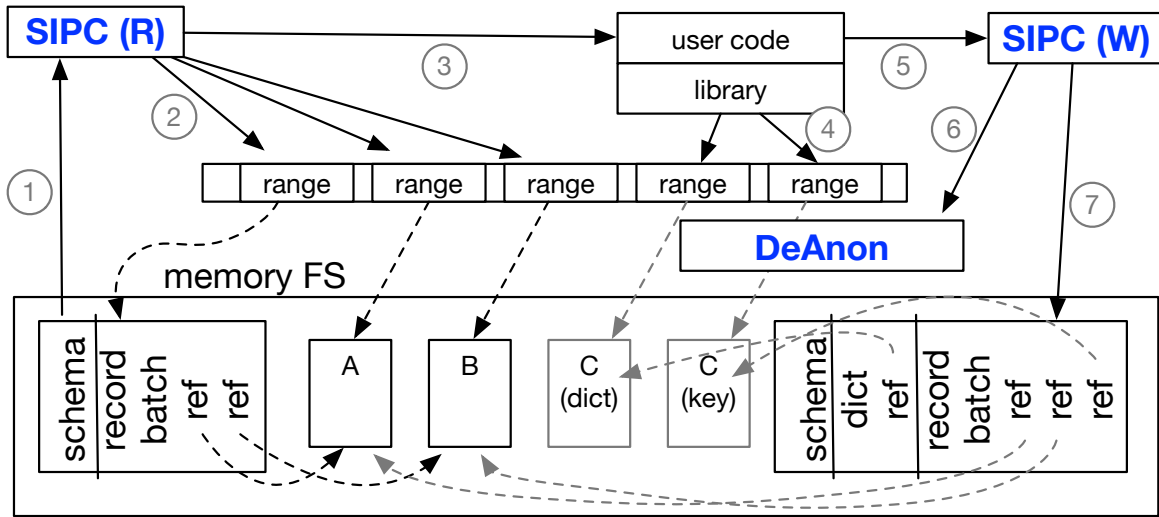 SIPC (R)
3
user code
library
5
SIPC (W)
2
4
6
1
range
range
range
range
range
7
DeAnon
memory FS
schema
record
batch
ref
ref
A
B
C
(dict)
C
(key)
schema
dict
ref
record
batch
ref
ref
ref